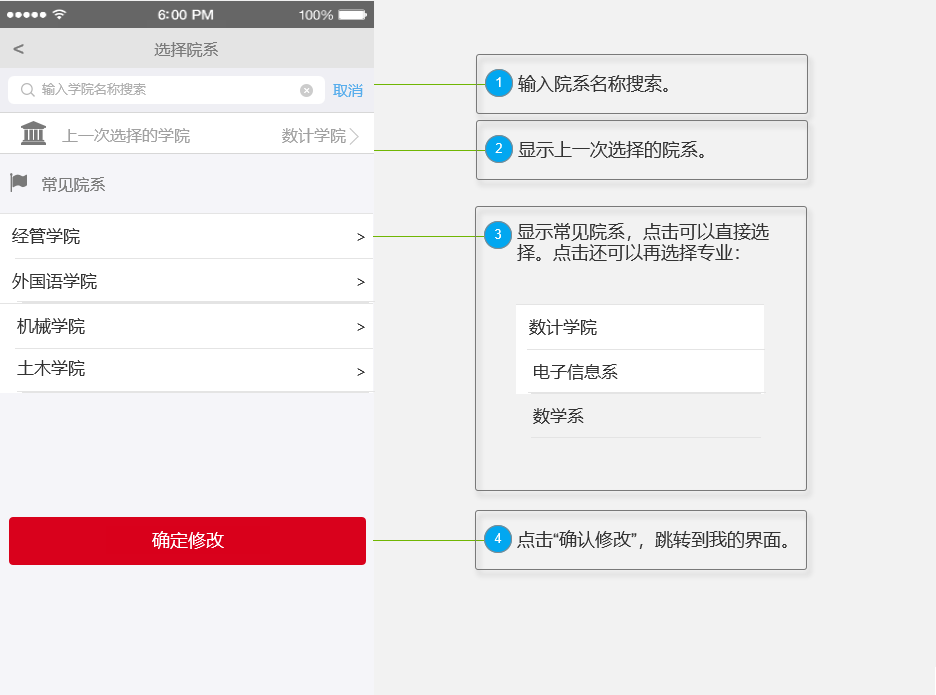 6:00 PM 100%
< 选择院系
输入学院名称搜索 取消
上一次选择的学院 数计学院
常见院系
经管学院 >
外国语学院 >
机械学院 >
土木学院 >
确定修改
1 输入院系名称搜索。
2 显示上一次选择的院系。
3 显示常见院系，点击可以直接选
择。点击还可以再选择专业：
数计学院
电子信息系
数学系
4 点击“确认修改”，跳转到我的界面。